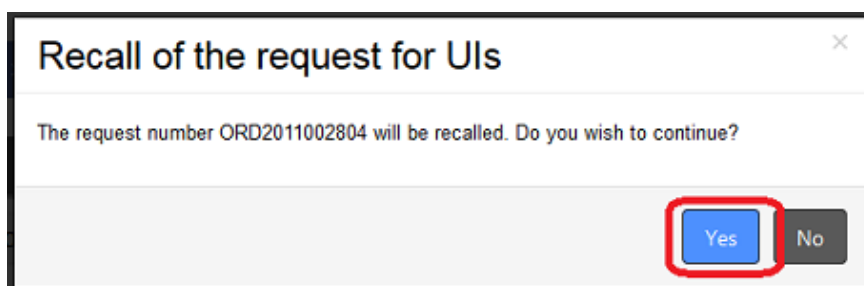 Recall of the request for UIs
The request number ORD2011002804 will be recalled. Do you wish to continue?
Yes No